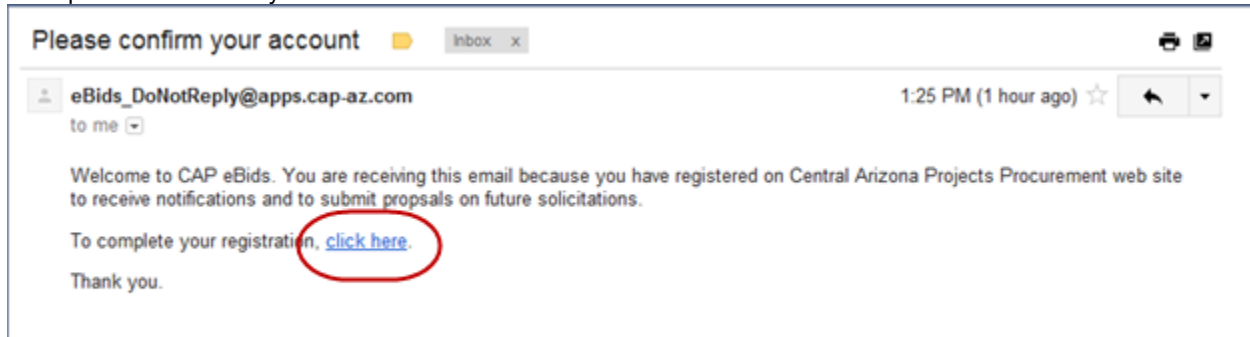 Please confirm your account Inbox x
eBids_DoNotReply@apps.cap-az.com 1:25 PM (1 hour ago)
to me
Welcome to CAP eBids. You are receiving this email because you have registered on Central Arizona Projects Procurement web site
to receive notifications and to submit propsals on future solicitations.
To complete your registration, click here.
Thank you.